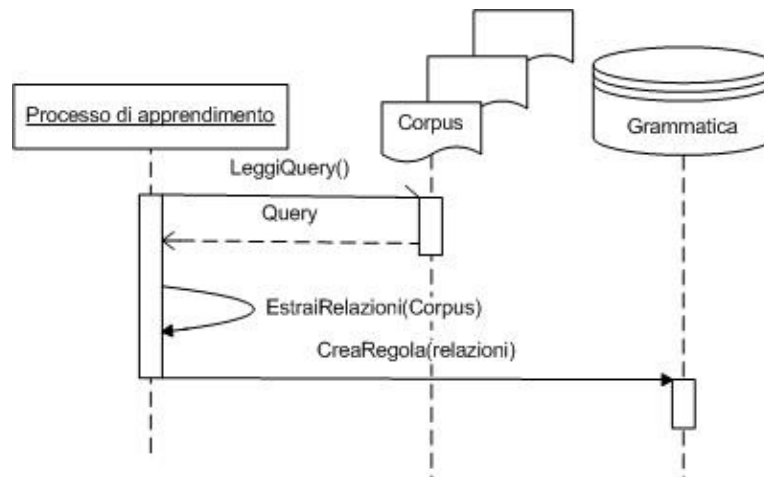 Processo di apprendimento
Corpus
Grammatica
LeggiQuery()
Query
EstraiRelazioni(Corpus)
CreaRegola(relazioni)